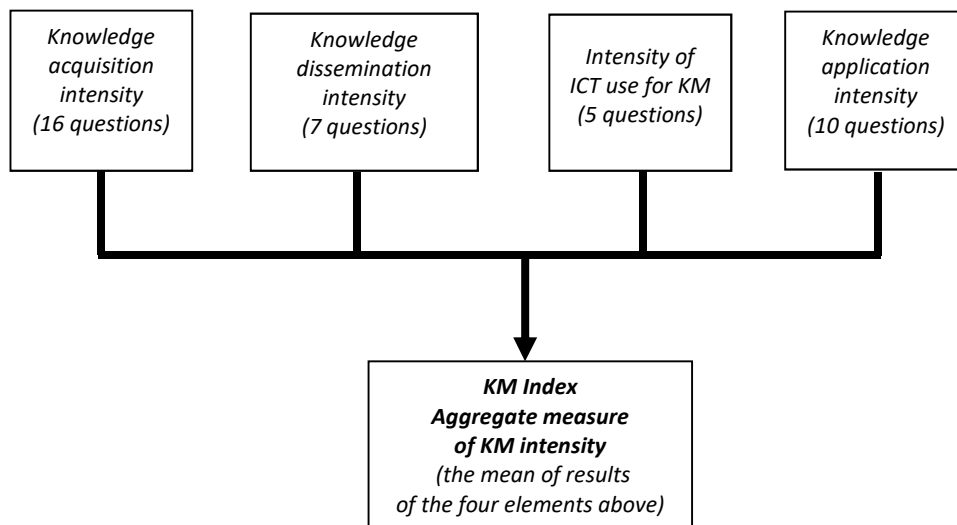 Knowledge
acquisition
intensity
(16 questions)
Knowledge
dissemination
intensity
(7 questions)
Intensity of
ICT use for KM
(5 questions)
Knowledge
application
intensity
(10 questions)
KM Index
Aggregate measure
of KM intensity
(the mean of results
of the four elements above)